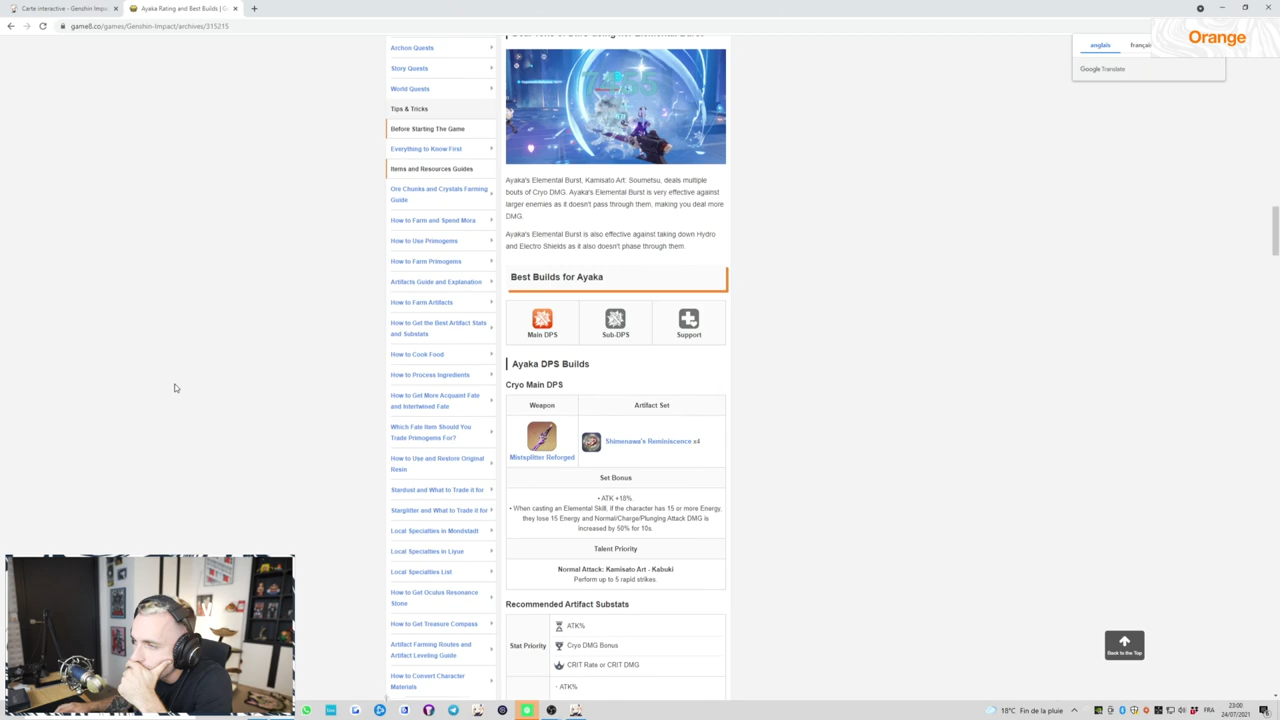 Carte interactive - Genshin Impa
Ayaka Rating and Best Builds | G
game8.co/games/Genshin-Impact/archives/315215
Orange
anglais
français
Google Translate
Archon Quests
Story Quests
World Quests
Tips & Tricks
Before Starting The Game
Everything to Know First
Items and Resources Guides
Ore Chunks and Crystals Farming
Guide
How to Farm and Spend Mora
How to Use Primogems
How to Farm Primogems
Artifacts Guide and Explanation
How to Farm Artifacts
How to Get the Best Artifact Stats
and Substats
How to Cook Food
How to Process Ingredients
How to Get More Acquaint Fate
and Intertwined Fate
Which Fate Item Should You
Trade Primogems For?
How to Use and Restore Original
Resin
Stardust and What to Trade it for
Starglitter and What to Trade it for
Local Specialties in Mondstadt
Local Specialties in Liyue
Local Specialties List
How to Get Oculus Resonance
Stone
How to Get Treasure Compass
Artifact Farming Routes and
Artifact Leveling Guide
How to Convert Character
Materials
Ayaka's Elemental Burst, Kamisato Art: Soumetsu, deals multiple
bouts of Cryo DMG. Ayaka's Elemental Burst is very effective against
larger enemies as it doesn't pass through them, making you deal more
DMG.
Ayaka's Elemental Burst is also effective against taking down Hydro
and Electro Shields as it also doesn't phase through them.
Best Builds for Ayaka
Main DPS
Sub-DPS
Support
Ayaka DPS Builds
Cryo Main DPS
Weapon
Artifact Set
Mistsplitter Reforged
Shimenawa's Reminiscence x4
Set Bonus
• ATK +18%.
• When casting an Elemental Skill, if the character has 15 or more Energy,
they lose 15 Energy and Normal/Charge/Plunging Attack DMG is
increased by 50% for 10s.
Talent Priority
Normal Attack: Kamisato Art - Kabuki
Perform up to 5 rapid strikes.
Recommended Artifact Substats
Stat Priority
ATK%
Cryo DMG Bonus
CRIT Rate or CRIT DMG
· ATK%
Back to the Top
18°C Fin de la pluie
FR
23:00
24/07/2021